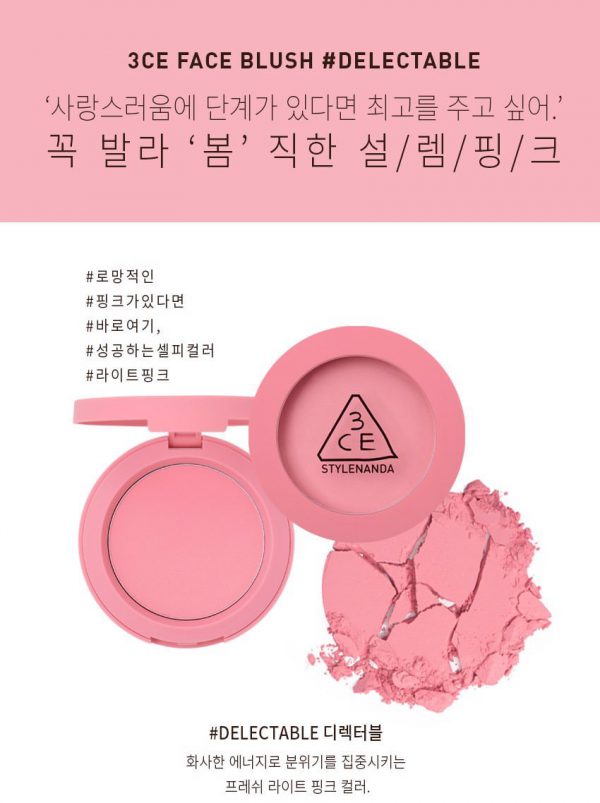 3CE FACE BLUSH #DELECTABLE
‘사랑스러움에 단계가 있다면 최고를 주고 싶어.’
꼭 발라 ‘봄’ 직한 설/렘/핑/크
#로망적인
#핑크가있다면
#바로여기,
#성공하는셀피컬러
#라이트핑크
3
CE
STYLENANDA
#DELECTABLE 디렉터블
화사한 에너지로 분위기를 집중시키는
프레쉬 라이트 핑크 컬러.